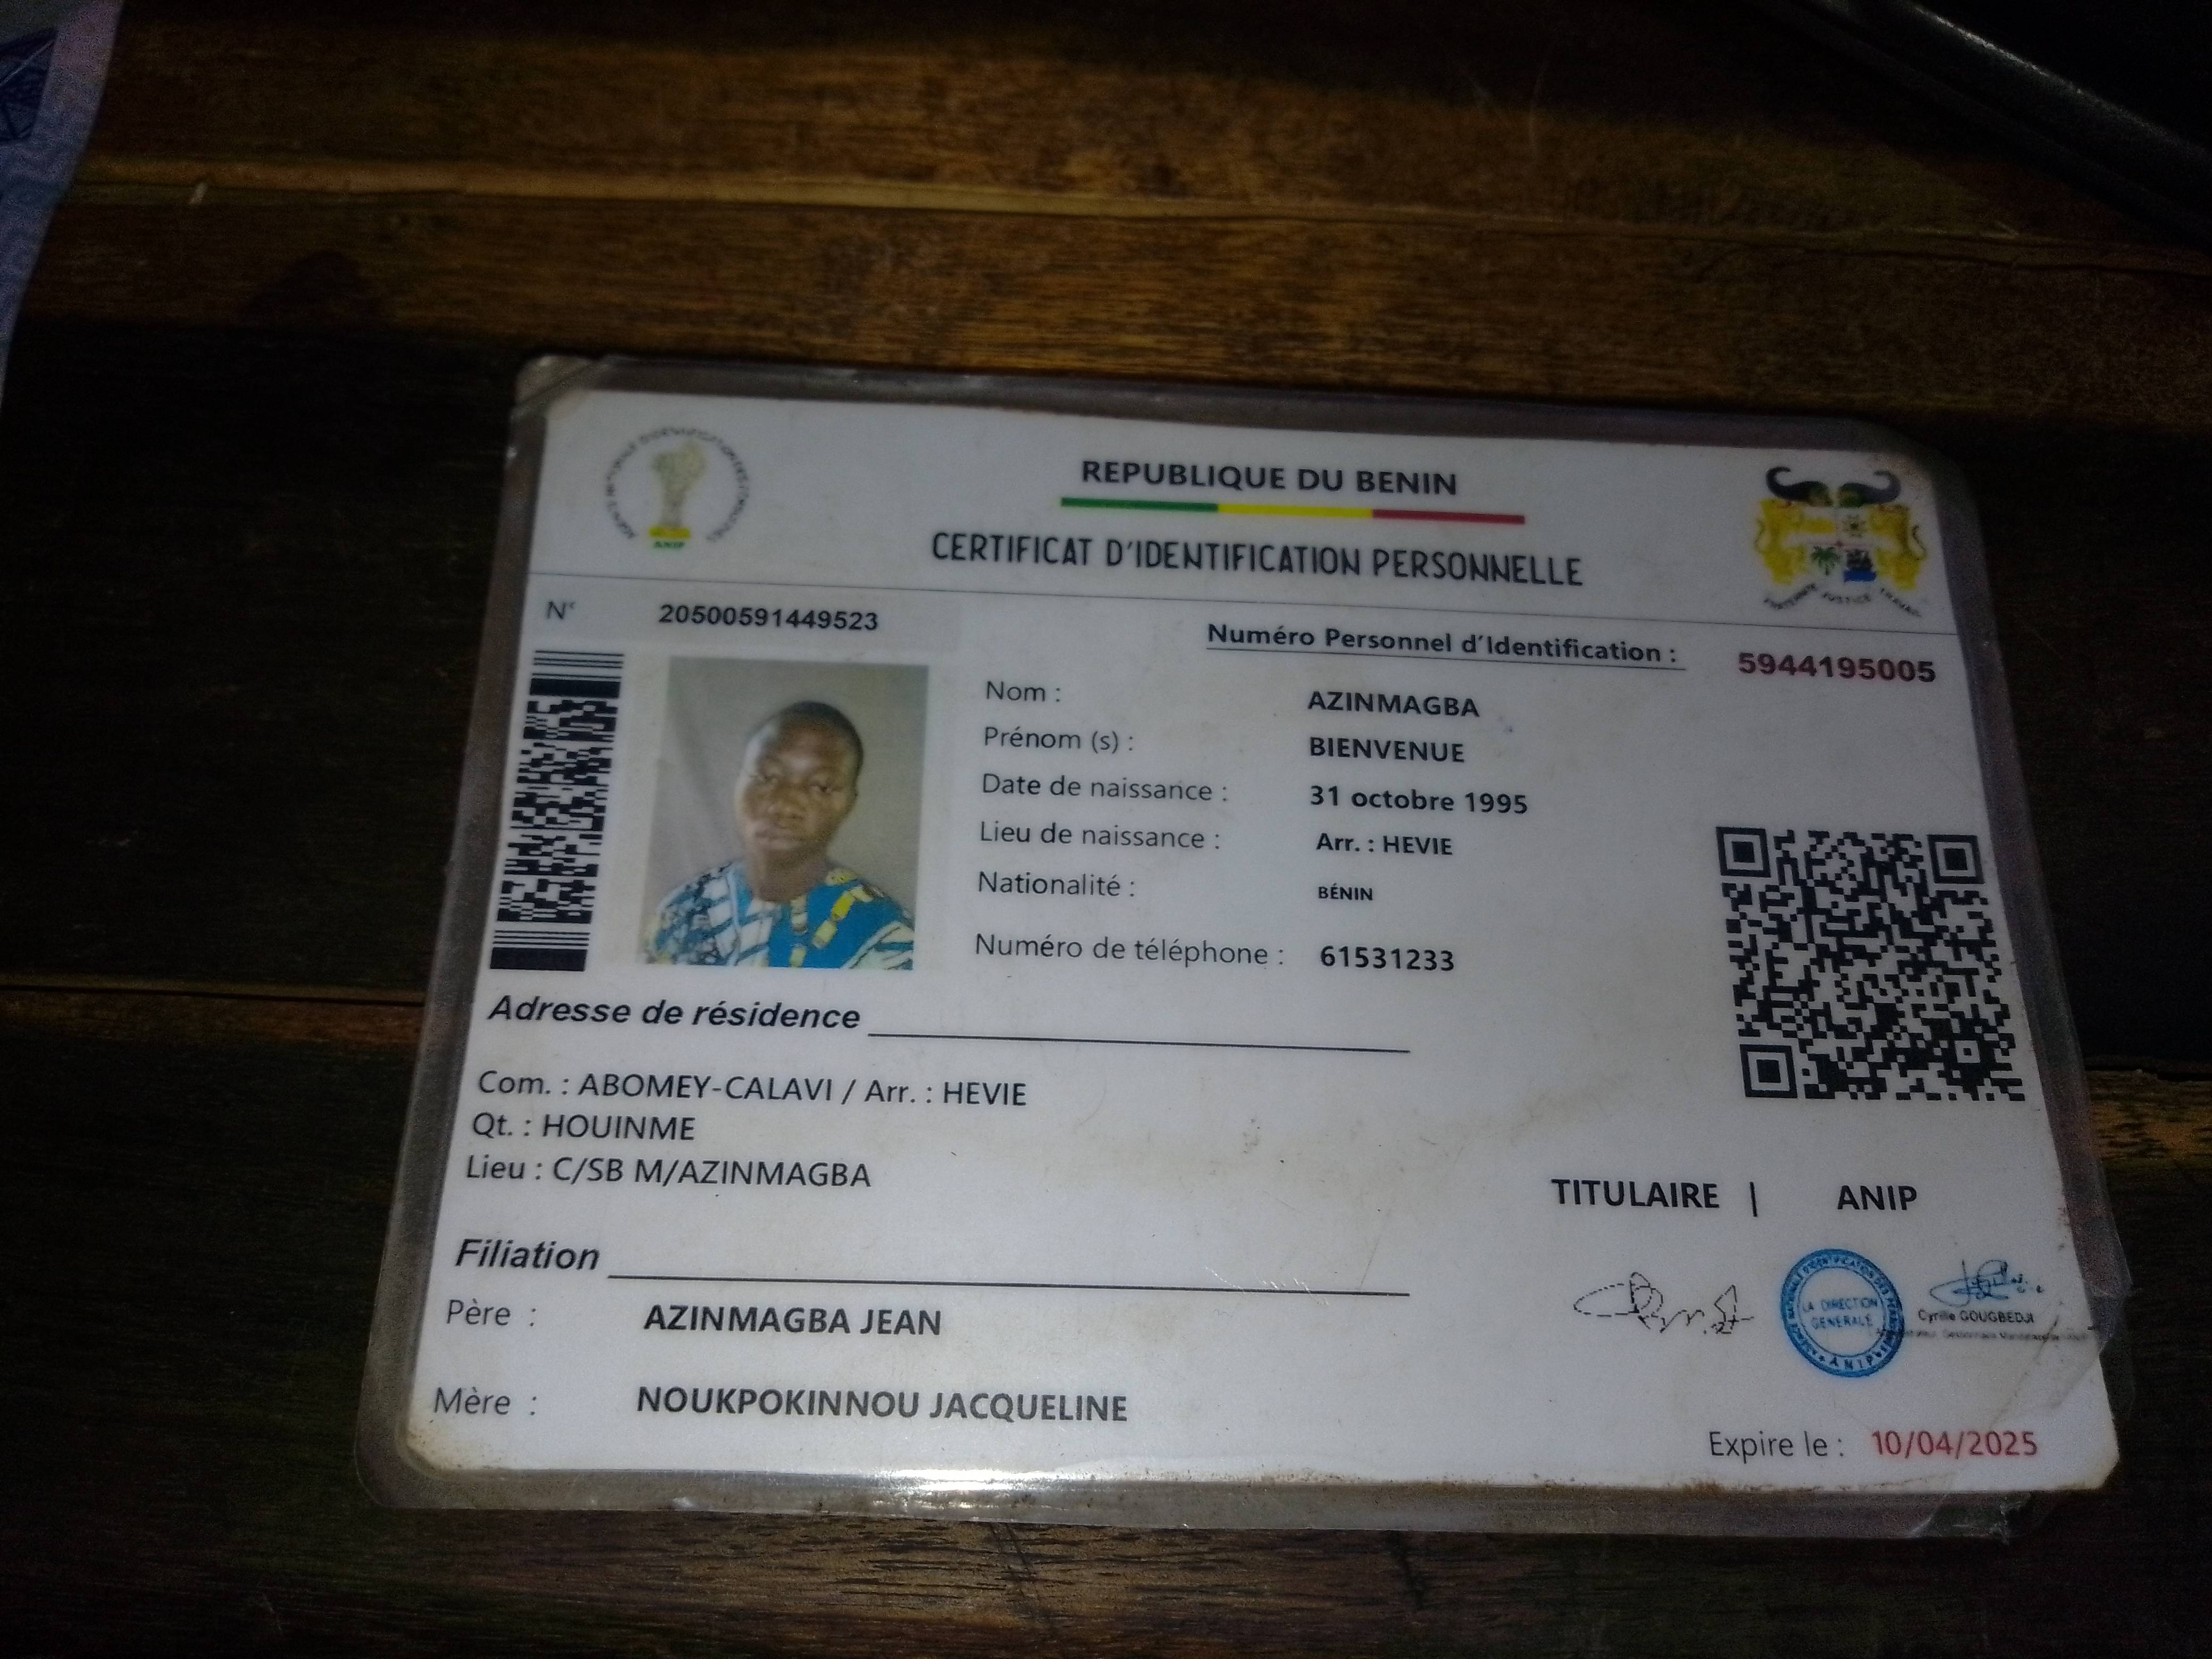 REPUBLIQUE DU BENIN
CERTIFICAT D'IDENTIFICATION PERSONNELLE
ANIP
N° 20500591449523
Numéro Personnel d'Identification : 5944195005
Nom : AZINMAGBA
Prénom (s) : BIENVENUE
Date de naissance : 31 octobre 1995
Lieu de naissance : Arr. : HEVIE
Nationalité : BÉNIN
Numéro de téléphone : 61531233
Adresse de résidence
Com. : ABOMEY-CALAVI / Arr. : HEVIE
Qt. : HOUINME
Lieu : C/SB M/AZINMAGBA
TITULAIRE | ANIP
Filiation
Père : AZINMAGBA JEAN
LA DIRECTION
GENERALE
ANIP
Cyrille GOUGBEDJI
Mère : NOUKPOKINNOU JACQUELINE
Expire le : 10/04/2025